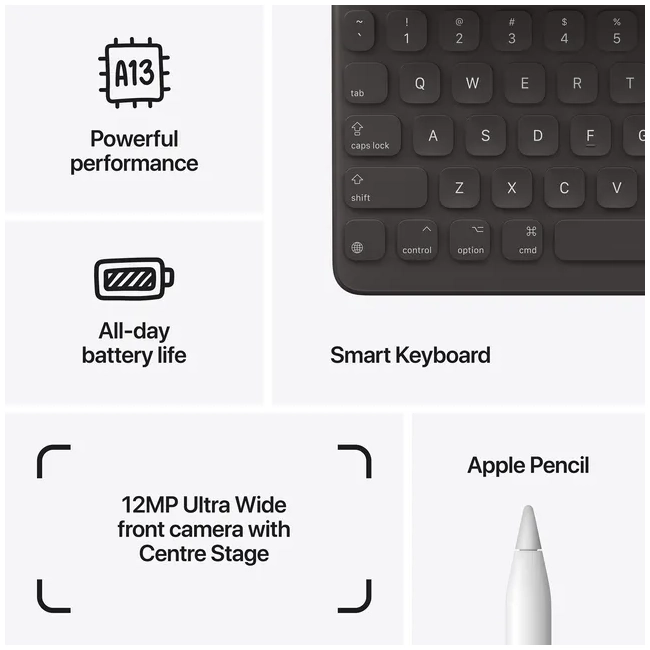 A13
Powerful
performance
All-day
battery life
~ ! @ # $ %
` 1 2 3 4 5
tab Q W E R T
caps lock A S D F G
shift Z X C V
control option cmd
Smart Keyboard
12MP Ultra Wide
front camera with
Centre Stage
Apple Pencil